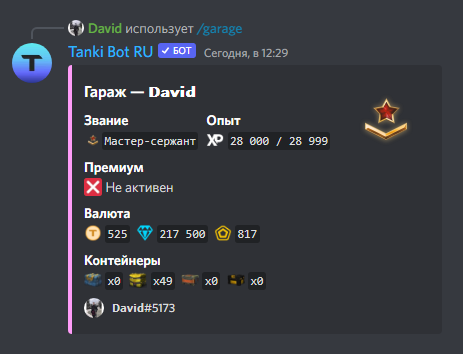 David использует /garage
Tanki Bot RU ✓ БОТ Сегодня, в 12:29
Гараж — David
Звание Опыт
Мастер-сержант XP 28 000 / 28 999
Премиум
Не активен
Валюта
525 217 500 817
Контейнеры
x0 x49 x0 x0
David#5173